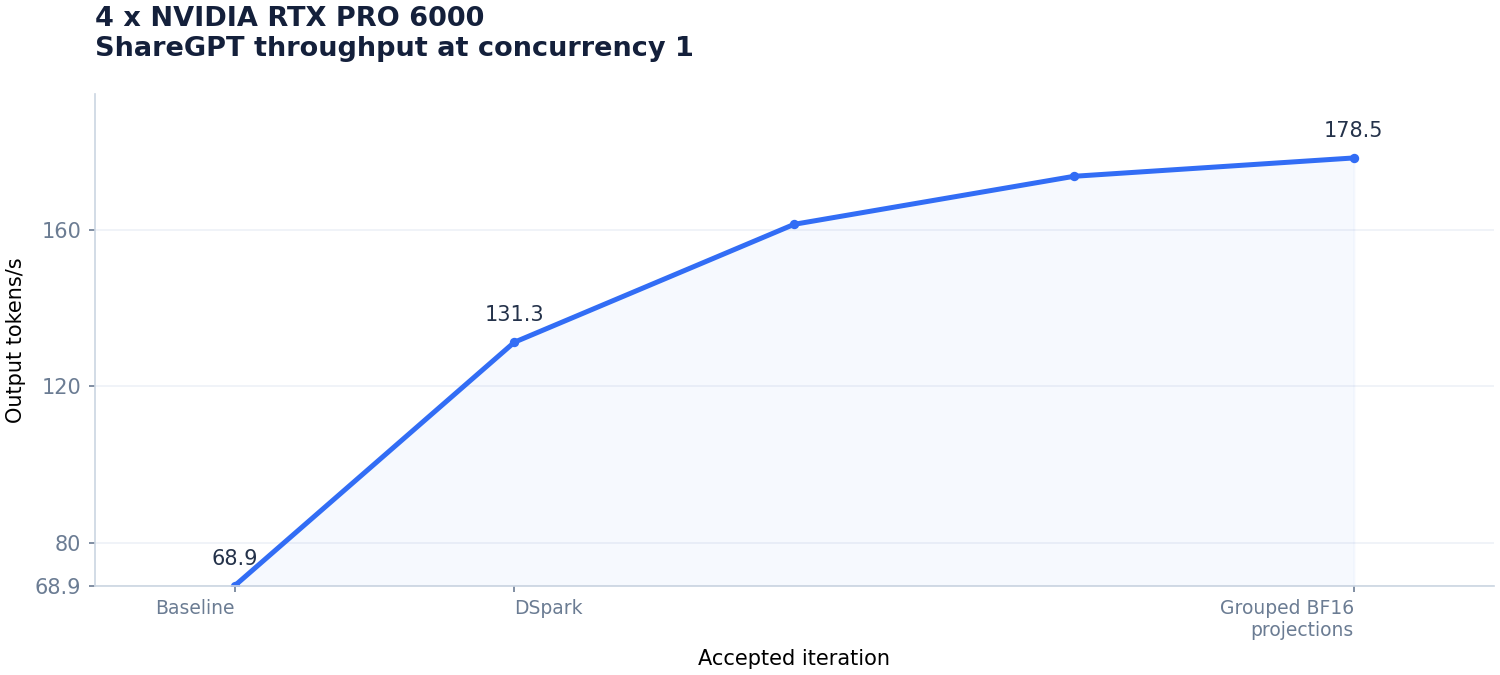 4 x NVIDIA RTX PRO 6000
ShareGPT throughput at concurrency 1
178.5
160
Output tokens/s
131.3
120
80
68.9
68.9
Baseline
DSpark
Grouped BF16
projections
Accepted iteration